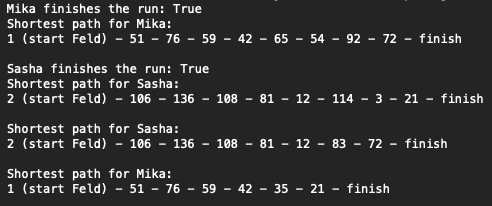 Mika finishes the run: True
Shortest path for Mika:
1 (start Feld) - 51 - 76 - 59 - 42 - 65 - 54 - 92 - 72 - finish
Sasha finishes the run: True
Shortest path for Sasha:
2 (start Feld) - 106 - 136 - 108 - 81 - 12 - 114 - 3 - 21 - finish
Shortest path for Sasha:
2 (start Feld) - 106 - 136 - 108 - 81 - 12 - 83 - 72 - finish
Shortest path for Mika:
1 (start Feld) - 51 - 76 - 59 - 42 - 35 - 21 - finish